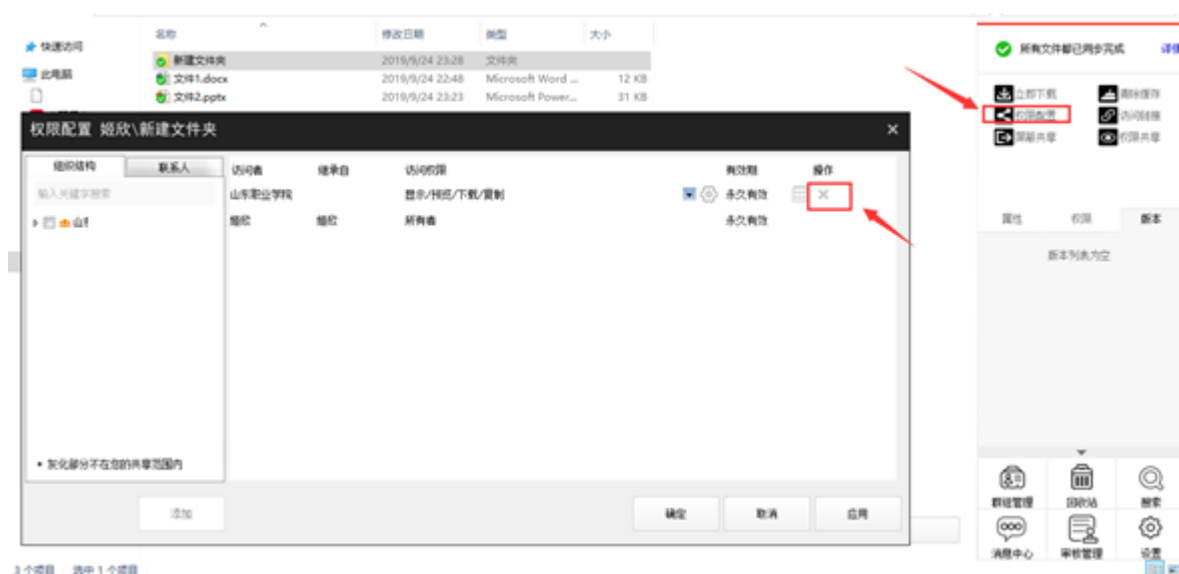 名称 修改日期 类型 大小
快速访问
新建文件夹 2019/9/24 23:28 文件夹
此电脑
文件1.docx 2019/9/24 22:48 Microsoft Word ... 12 KB
文件2.pptx 2019/9/24 23:23 Microsoft Power... 31 KB
所有文件都已同步完成 详情
立即下载 清除缓存
权限配置 访问链接
屏蔽共享 权限共享
权限配置 姬欣\新建文件夹
组织结构 联系人 访问者 继承自 访问权限 有效期 操作
输入关键字搜索 山东职业学院 显示/预览/下载/复制 永久有效
姬欣 姬欣 所有者 永久有效
属性 权限 版本
版本列表为空
• 灰化部分不在您的共享范围内
添加 确定 取消 应用
群组管理 回收站 搜索
消息中心 审核管理 设置
3 个项目 选中 1 个项目